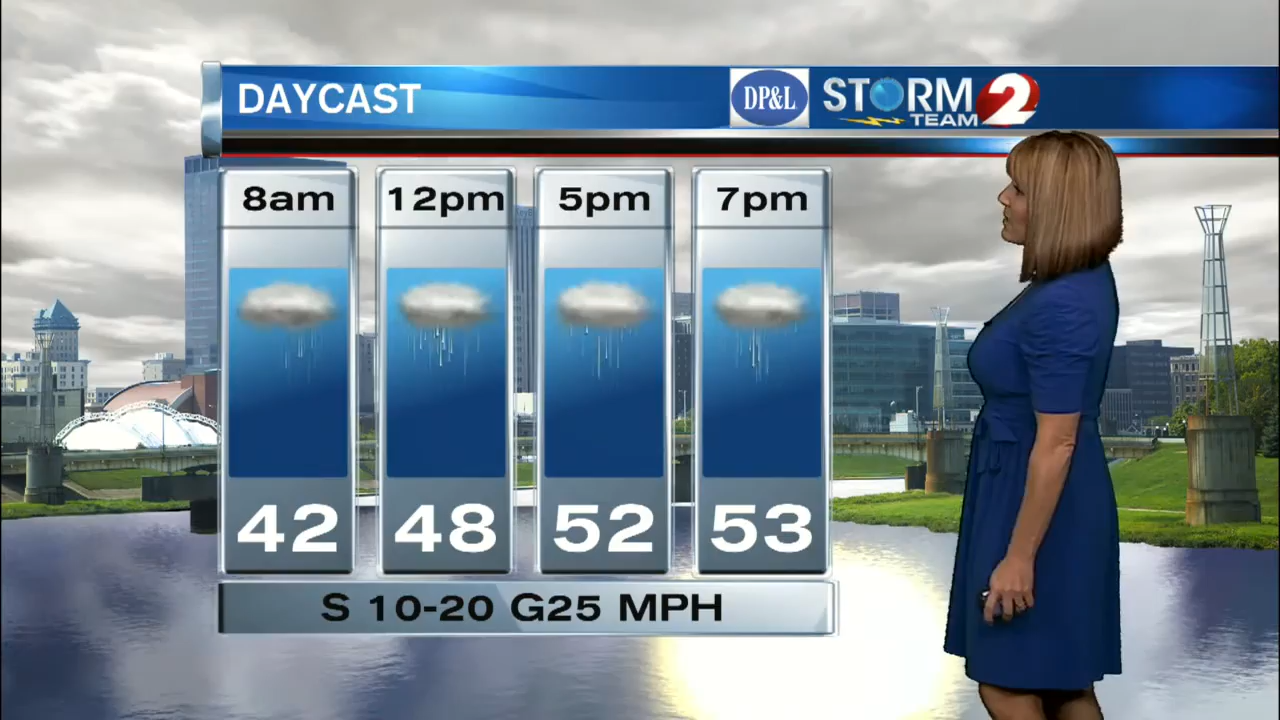 DAYCAST
DP&L
STORM
TEAM
2
8am
12pm
5pm
7pm
42
48
52
53
S 10-20 G25 MPH